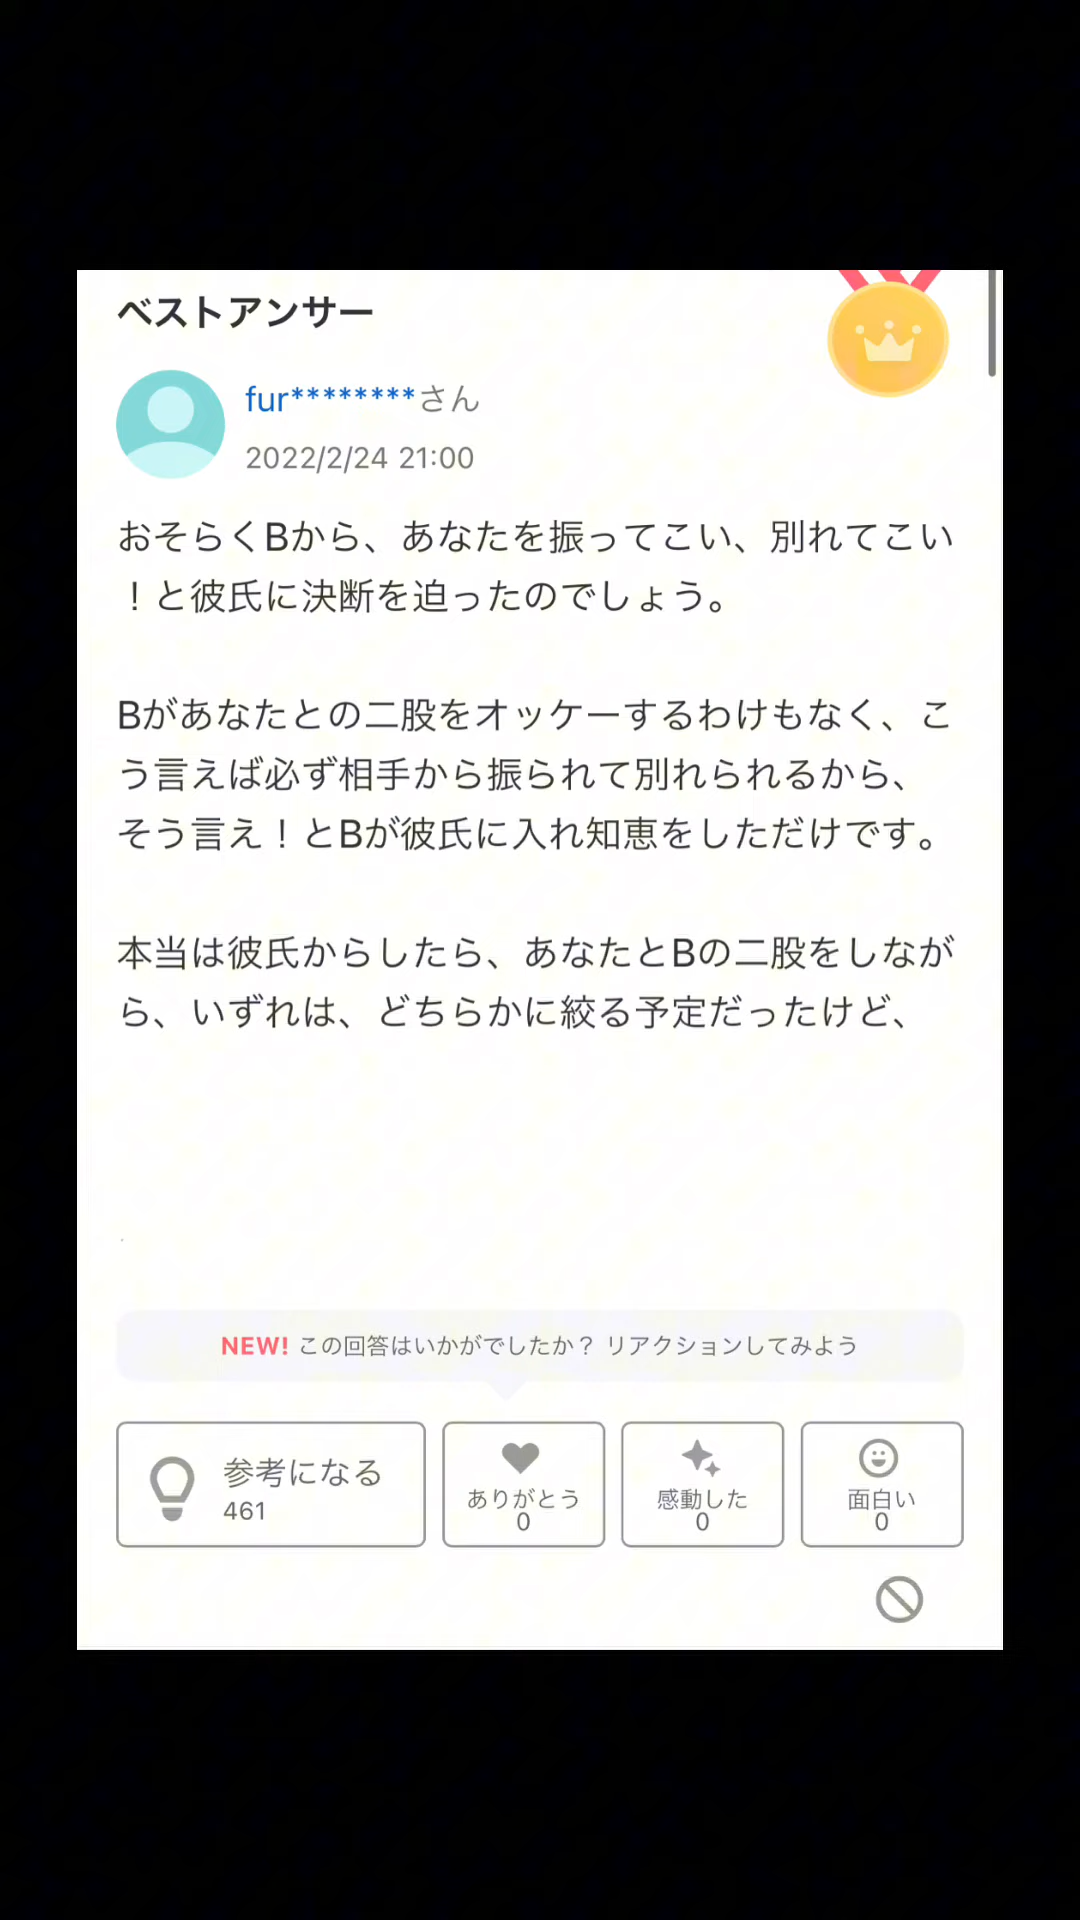 ベストアンサー
fur********さん
2022/2/24 21:00
おそらくBから、あなたを振ってこい、別れてこい
！と彼氏に決断を迫ったのでしょう。
Bがあなたとの二股をオッケーするわけもなく、こ
う言えば必ず相手から振られて別れられるから、
そう言え！とBが彼氏に入れ知恵をしただけです。
本当は彼氏からしたら、あなたとBの二股をしなが
ら、いずれは、どちらかに絞る予定だったけど、
NEW! この回答はいかがでしたか？ リアクションしてみよう
参考になる
461
ありがとう
0
感動した
0
面白い
0